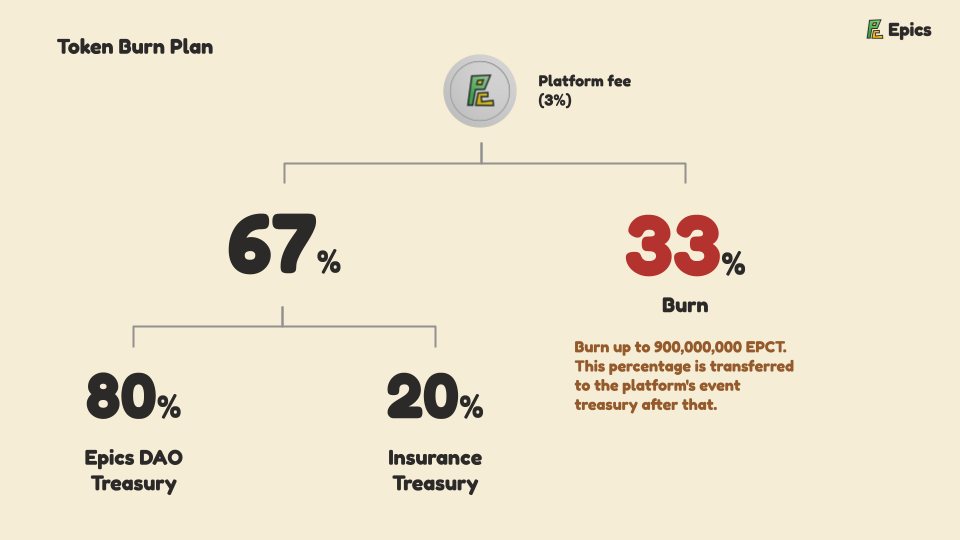 Token Burn Plan
Epics
Platform fee
(3%)
67%
33%
Burn
Burn up to 900,000,000 EPCT.
This percentage is transferred
to the platform's event
treasury after that.
80%
20%
Epics DAO
Treasury
Insurance
Treasury